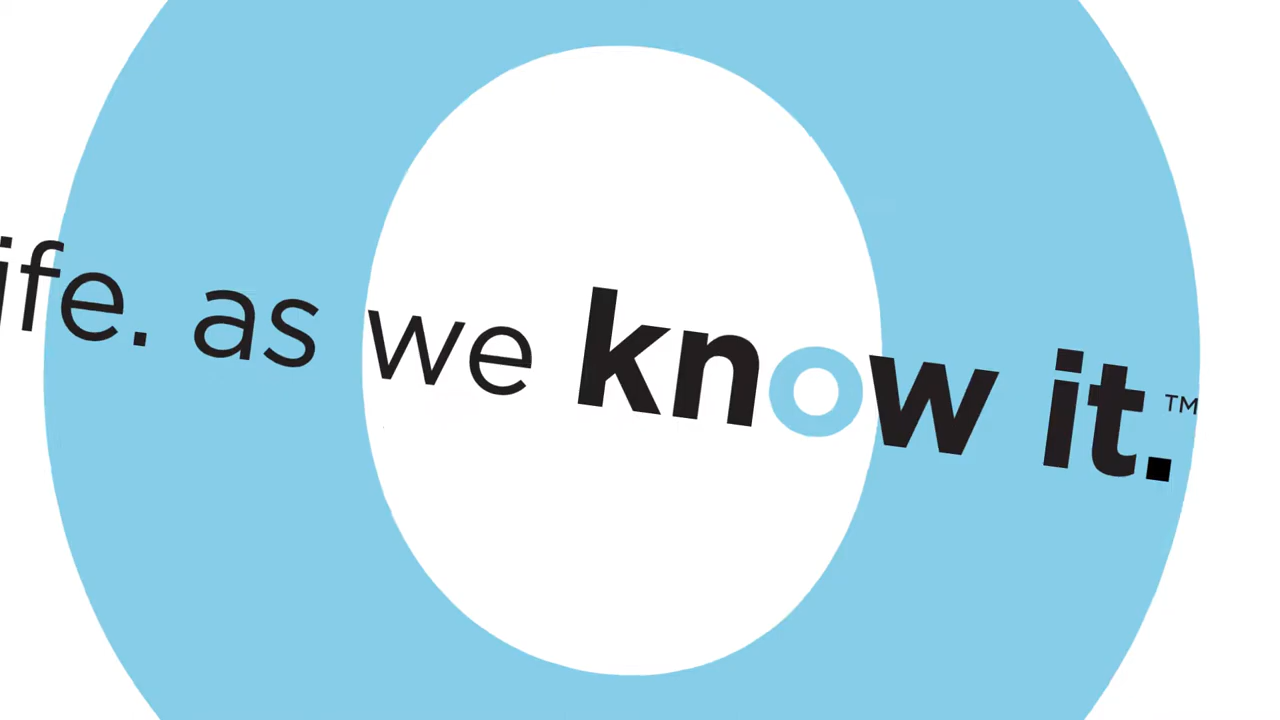 ife. as we know it.™